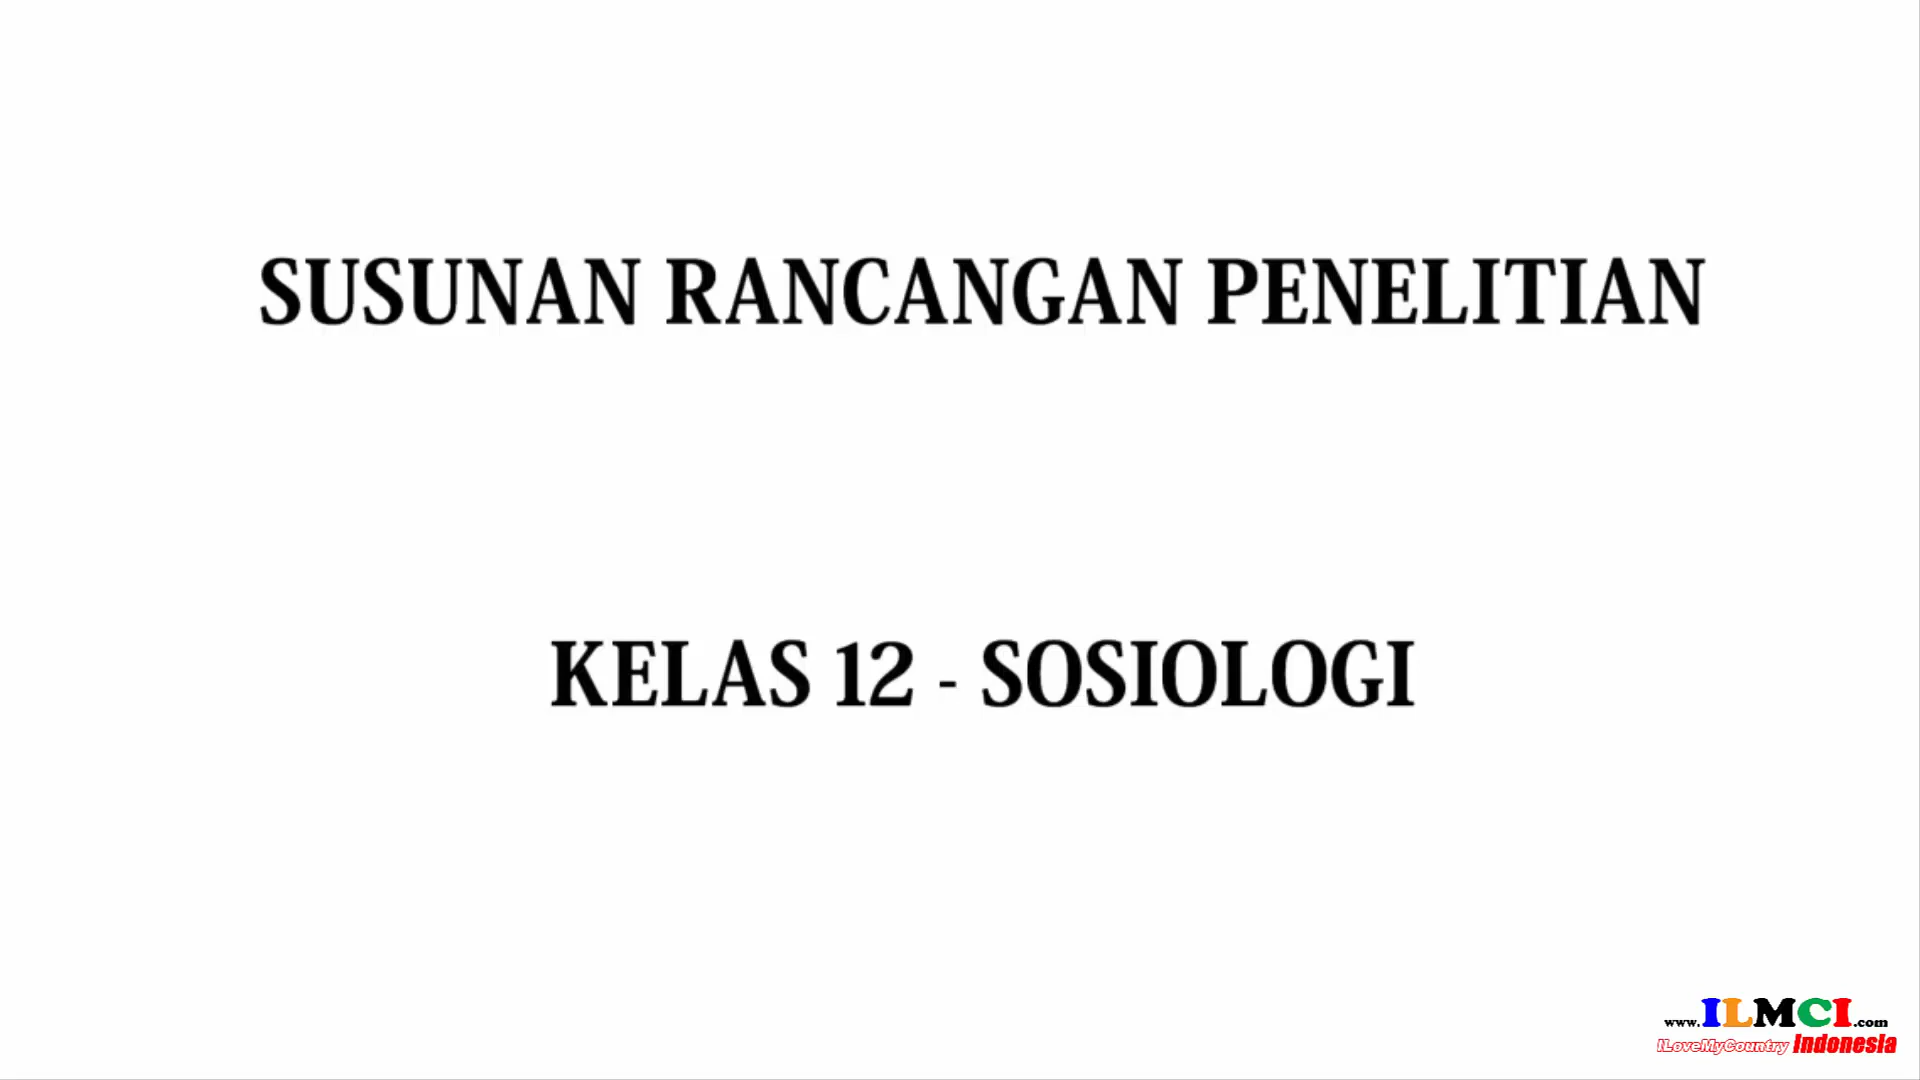 SUSUNAN RANCANGAN PENELITIAN
KELAS 12 - SOSIOLOGI
www.ILMCI.com
ILoveMyCountry Indonesia